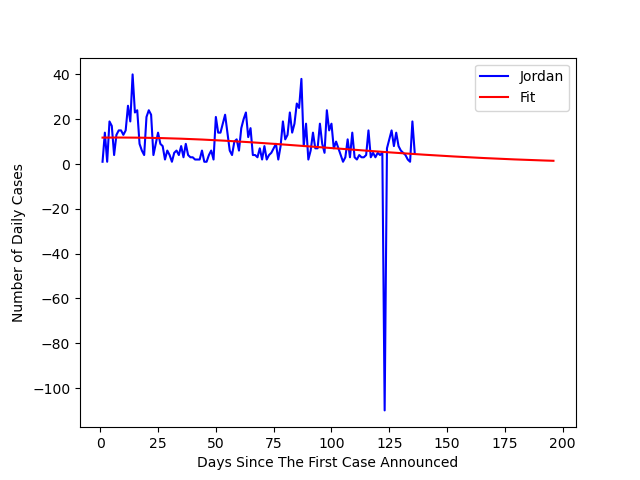 Jordan
Fit
40
20
0
−20
−40
−60
−80
−100
Number of Daily Cases
0 25 50 75 100 125 150 175 200
Days Since The First Case Announced